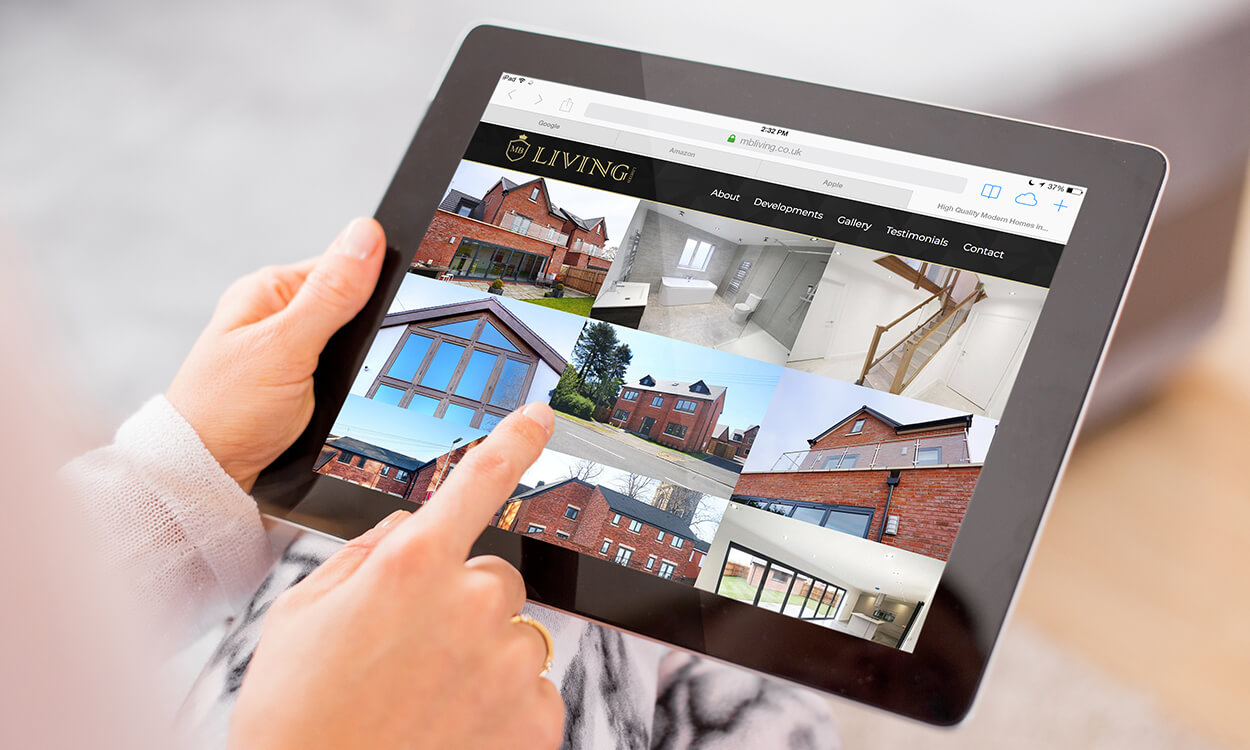 iPad
2:32 PM
37%
mbliving.co.uk
Google
Amazon
Apple
High Quality Modern Homes In...
MB
LIVING
About
Developments
Gallery
Testimonials
Contact